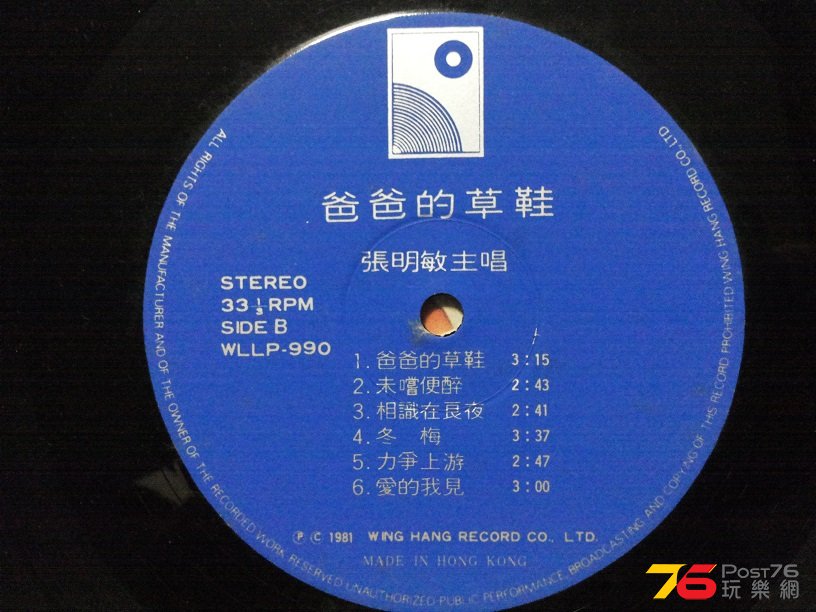 爸爸的草鞋
張明敏主唱
STEREO
33 1/3 RPM
SIDE B
WLLP-990
1. 爸爸的草鞋 3:15
2. 未嚐便醉 2:43
3. 相識在良夜 2:41
4. 冬 梅 3:37
5. 力爭上游 2:47
6. 愛的我見 3:00
Ⓟ © 1981 WING HANG RECORD CO., LTD.
MADE IN HONG KONG
ALL RIGHTS OF THE MANUFACTURER AND OF THE OWNER OF THE RECORDED WORK RESERVED UNAUTHORIZED PUBLIC PERFORMANCE, BROADCASTING AND COPYING OF THIS RECORD PROHIBITED WING HANG RECORD CO., LTD
76 POST76
玩樂網